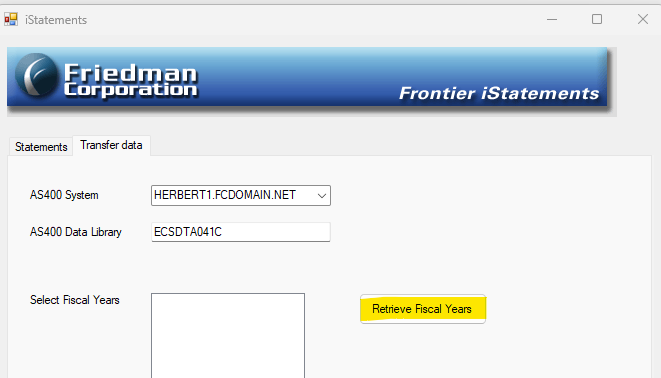 iStatements
Friedman
Corporation
Frontier iStatements
Statements Transfer data
AS400 System HERBERT1.FCDOMAIN.NET
AS400 Data Library ECSDTA041C
Select Fiscal Years Retrieve Fiscal Years